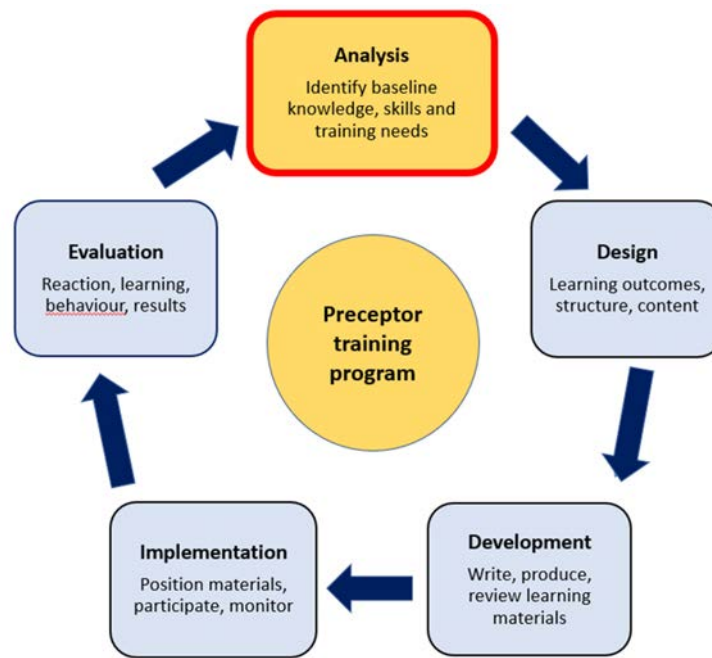 Analysis
Identify baseline
knowledge, skills and
training needs
Evaluation
Reaction, learning,
behaviour, results
Design
Learning outcomes,
structure, content
Preceptor
training
program
Implementation
Position materials,
participate, monitor
Development
Write, produce,
review learning
materials